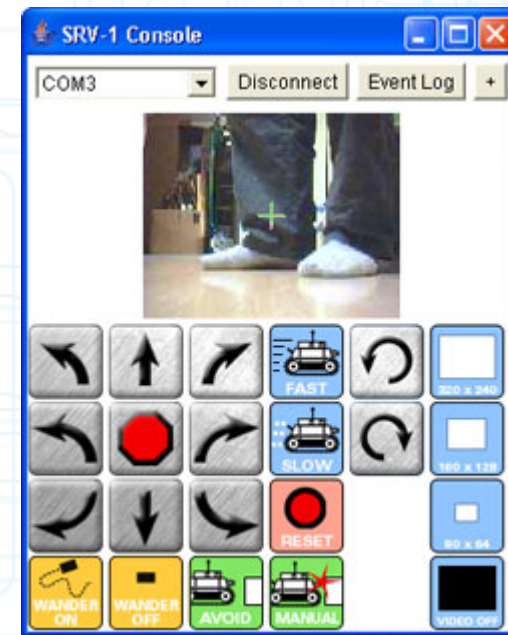 SRV-1 Console
COM3 Disconnect Event Log +
FAST 320 x 240
SLOW 160 x 128
RESET 80 x 64
WANDER ON WANDER OFF AVOID MANUAL VIDEO OFF